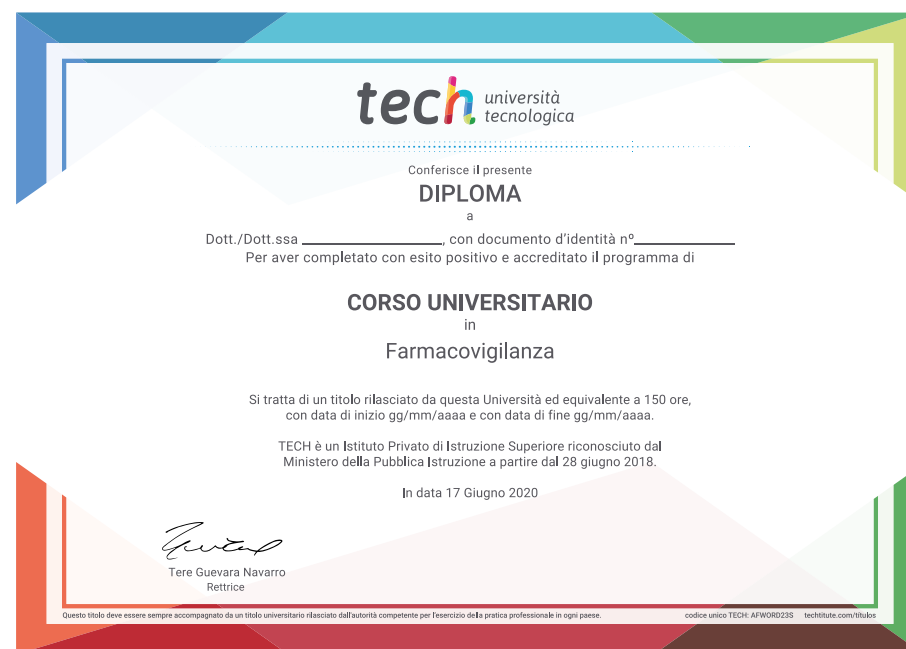 tech università
tecnologica
Conferisce il presente
DIPLOMA
a
Dott./Dott.ssa ____________________, con documento d'identità nº______________
Per aver completato con esito positivo e accreditato il programma di
CORSO UNIVERSITARIO
in
Farmacovigilanza
Si tratta di un titolo rilasciato da questa Università ed equivalente a 150 ore,
con data di inizio gg/mm/aaaa e con data di fine gg/mm/aaaa.
TECH è un Istituto Privato di Istruzione Superiore riconosciuto dal
Ministero della Pubblica Istruzione a partire dal 28 giugno 2018.
In data 17 Giugno 2020
Tere Guevara Navarro
Rettrice
Questo titolo deve essere sempre accompagnato da un titolo universitario rilasciato dall'autorità competente per l'esercizio della pratica professionale in ogni paese. codice unico TECH: AFWORD23S techtitute.com/titulos